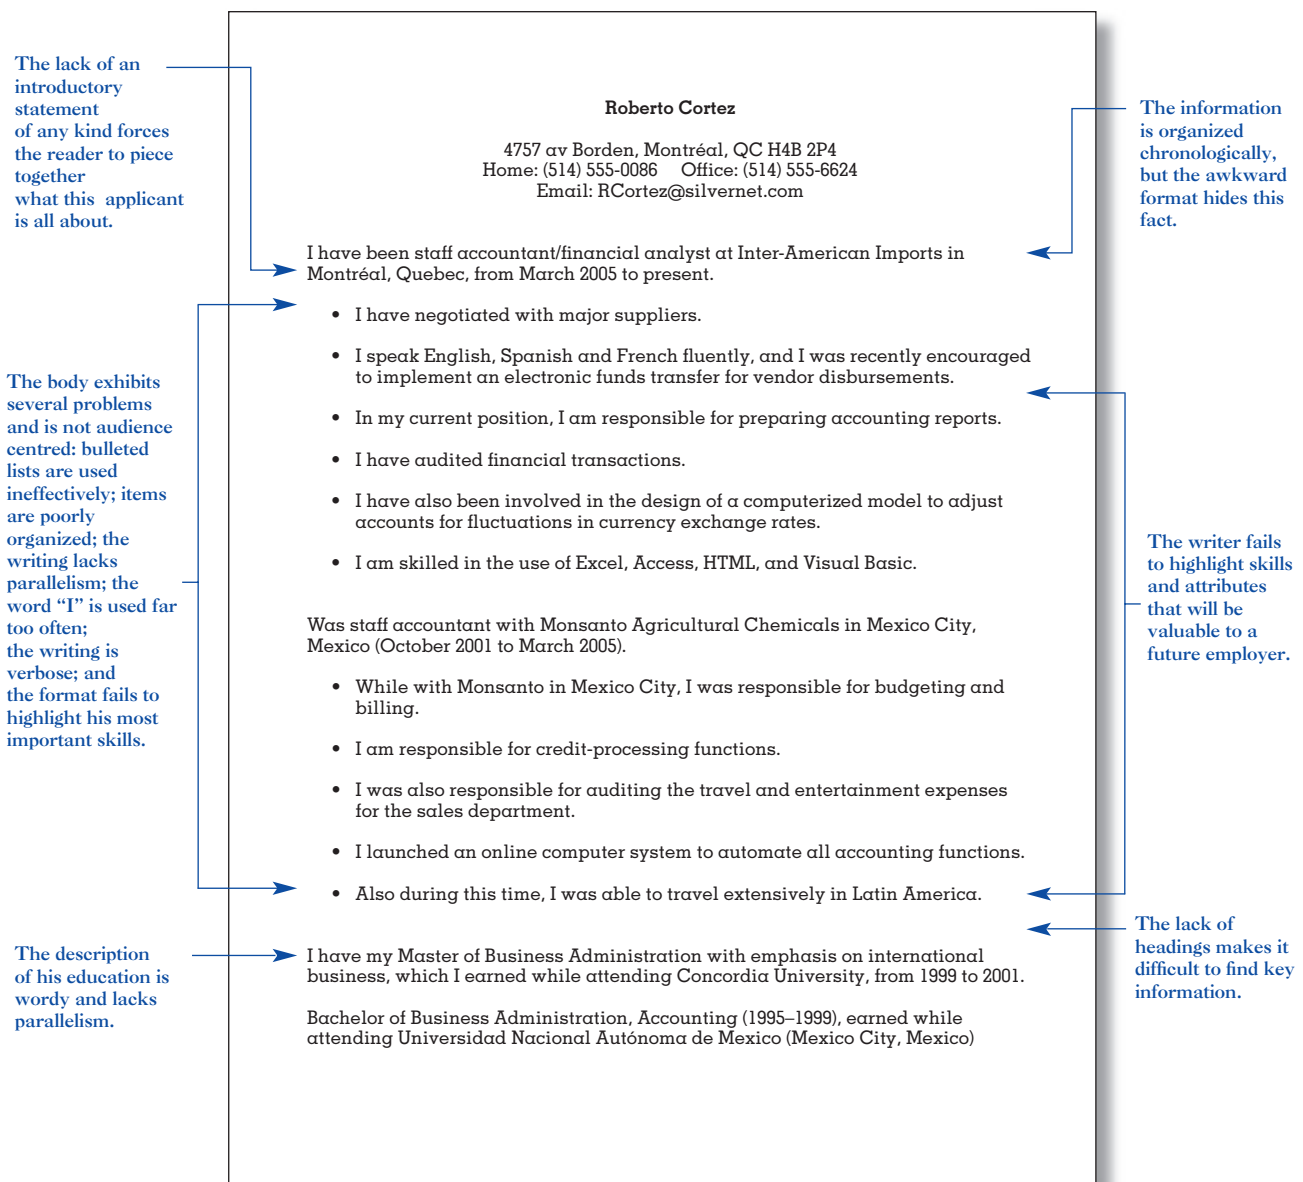 The lack of an
introductory
statement
of any kind forces
the reader to piece
together
what this applicant
is all about.
The body exhibits
several problems
and is not audience
centred: bulleted
lists are used
ineffectively; items
are poorly
organized; the
writing lacks
parallelism; the
word “I” is used far
too often;
the writing is
verbose; and
the format fails to
highlight his most
important skills.
The description
of his education is
wordy and lacks
parallelism.
Roberto Cortez
4757 av Borden, Montréal, QC H4B 2P4
Home: (514) 555-0086 Office: (514) 555-6624
Email: RCortez@silvernet.com
I have been staff accountant/financial analyst at Inter-American Imports in
Montréal, Quebec, from March 2005 to present.
• I have negotiated with major suppliers.
• I speak English, Spanish and French fluently, and I was recently encouraged
to implement an electronic funds transfer for vendor disbursements.
• In my current position, I am responsible for preparing accounting reports.
• I have audited financial transactions.
• I have also been involved in the design of a computerized model to adjust
accounts for fluctuations in currency exchange rates.
• I am skilled in the use of Excel, Access, HTML, and Visual Basic.
Was staff accountant with Monsanto Agricultural Chemicals in Mexico City,
Mexico (October 2001 to March 2005).
• While with Monsanto in Mexico City, I was responsible for budgeting and
billing.
• I am responsible for credit-processing functions.
• I was also responsible for auditing the travel and entertainment expenses
for the sales department.
• I launched an online computer system to automate all accounting functions.
• Also during this time, I was able to travel extensively in Latin America.
I have my Master of Business Administration with emphasis on international
business, which I earned while attending Concordia University, from 1999 to 2001.
Bachelor of Business Administration, Accounting (1995–1999), earned while
attending Universidad Nacional Autónoma de Mexico (Mexico City, Mexico)
The information
is organized
chronologically,
but the awkward
format hides this
fact.
The writer fails
to highlight skills
and attributes
that will be
valuable to a
future employer.
The lack of
headings makes it
difficult to find key
information.